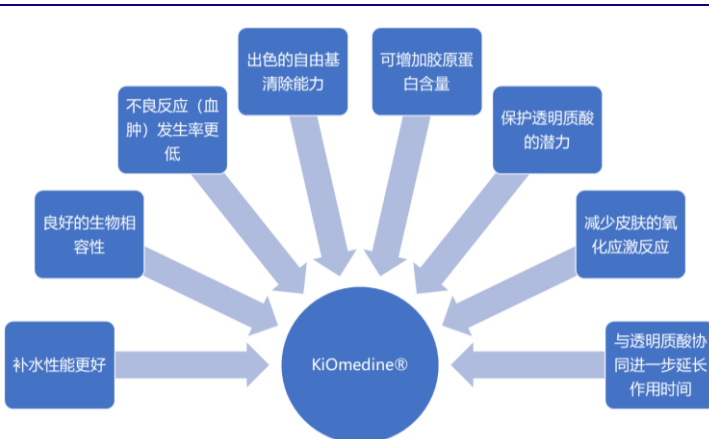 出色的自由基
清除能力
可增加胶原蛋
白含量
不良反应（血
肿）发生率更
低
保护透明质酸
的潜力
良好的生物相
容性
减少皮肤的氧
化应激反应
补水性能更好
KiOmedine®
与透明质酸协
同进一步延长
作用时间